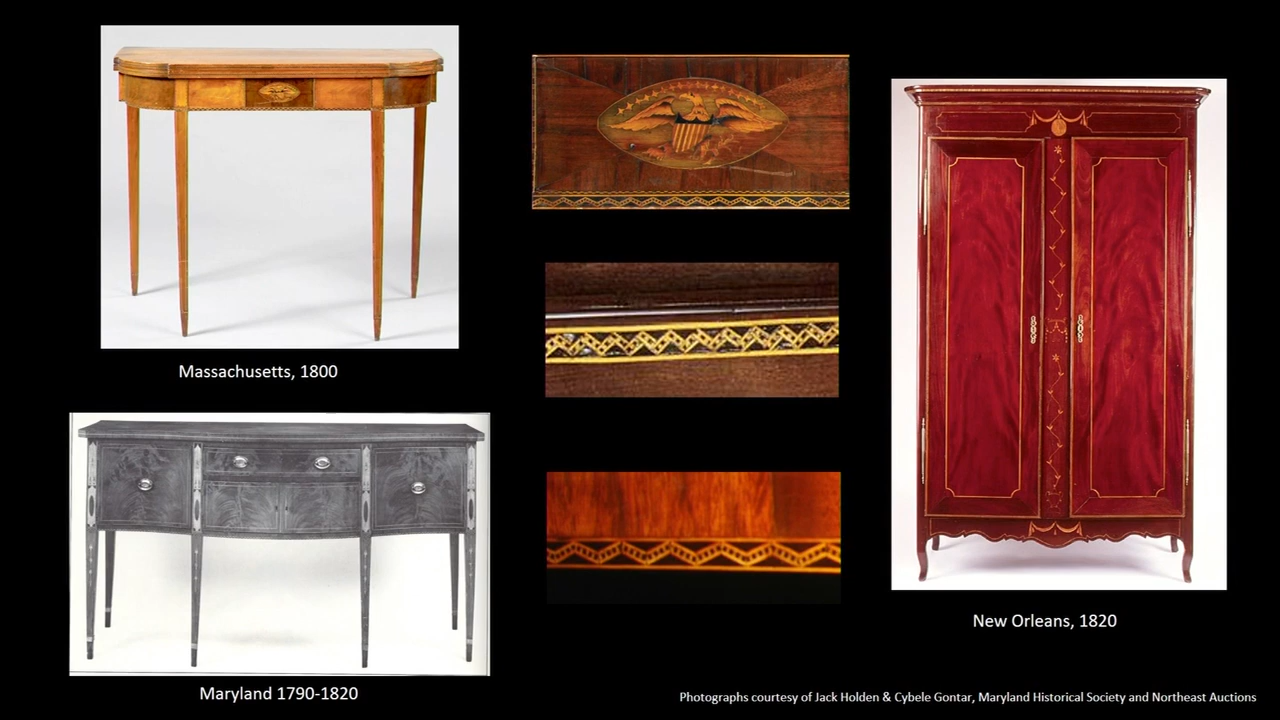 Massachusetts, 1800
Maryland 1790-1820
New Orleans, 1820
Photographs courtesy of Jack Holden & Cybele Gontar, Maryland Historical Society and Northeast Auctions